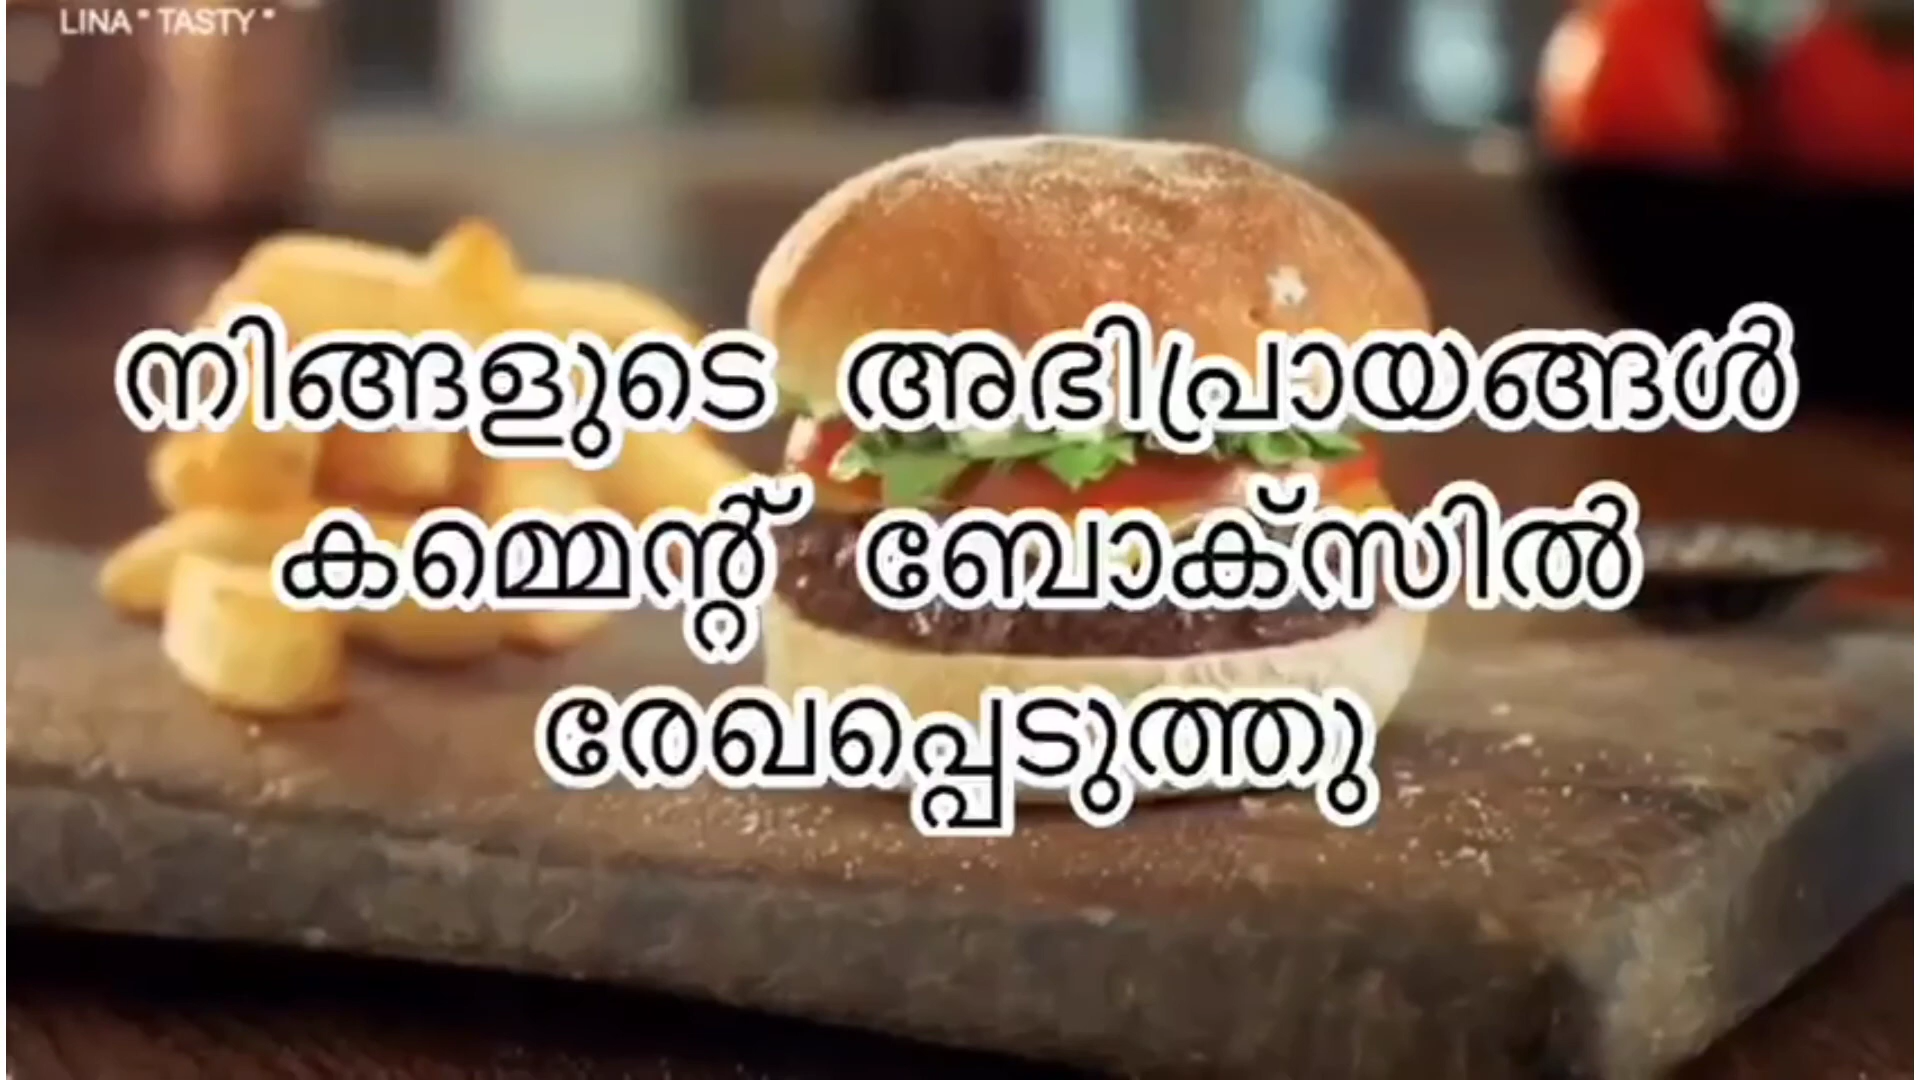 LINA " TASTY "
നിങ്ങളുടെ അഭിപ്രായങ്ങൾ
കമ്മെന്റ് ബോക്സിൽ
രേഖപ്പെടുത്തു